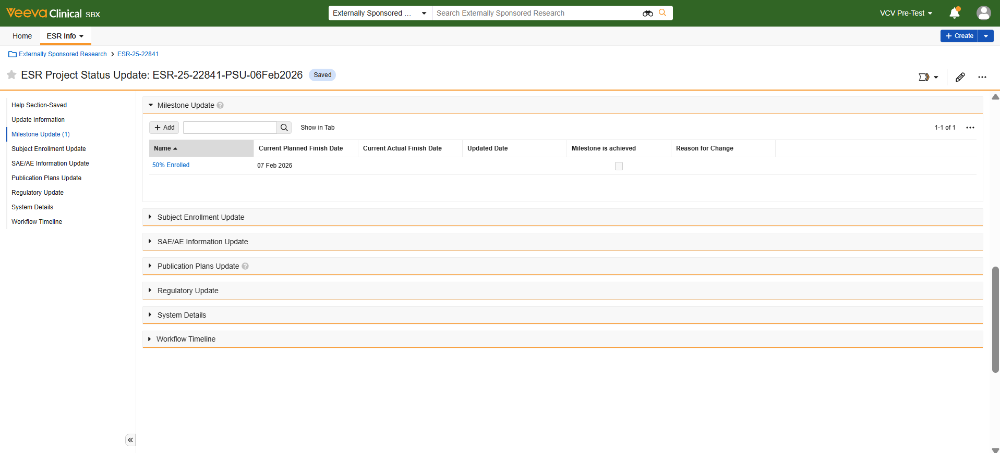 Veeva Clinical SBX
Externally Sponsored ...
Search Externally Sponsored Research
VCV Pre-Test
Home
ESR Info
+ Create
Externally Sponsored Research > ESR-25-22841
ESR Project Status Update: ESR-25-22841-PSU-06Feb2026
Saved
Help Section-Saved
Update Information
Milestone Update (1)
Subject Enrollment Update
SAE/AE Information Update
Publication Plans Update
Regulatory Update
System Details
Workflow Timeline
Milestone Update ?
+ Add
Show in Tab
1-1 of 1
Name
Current Planned Finish Date
Current Actual Finish Date
Updated Date
Milestone is achieved
Reason for Change
50% Enrolled
07 Feb 2026
Subject Enrollment Update
SAE/AE Information Update
Publication Plans Update ?
Regulatory Update
System Details
Workflow Timeline